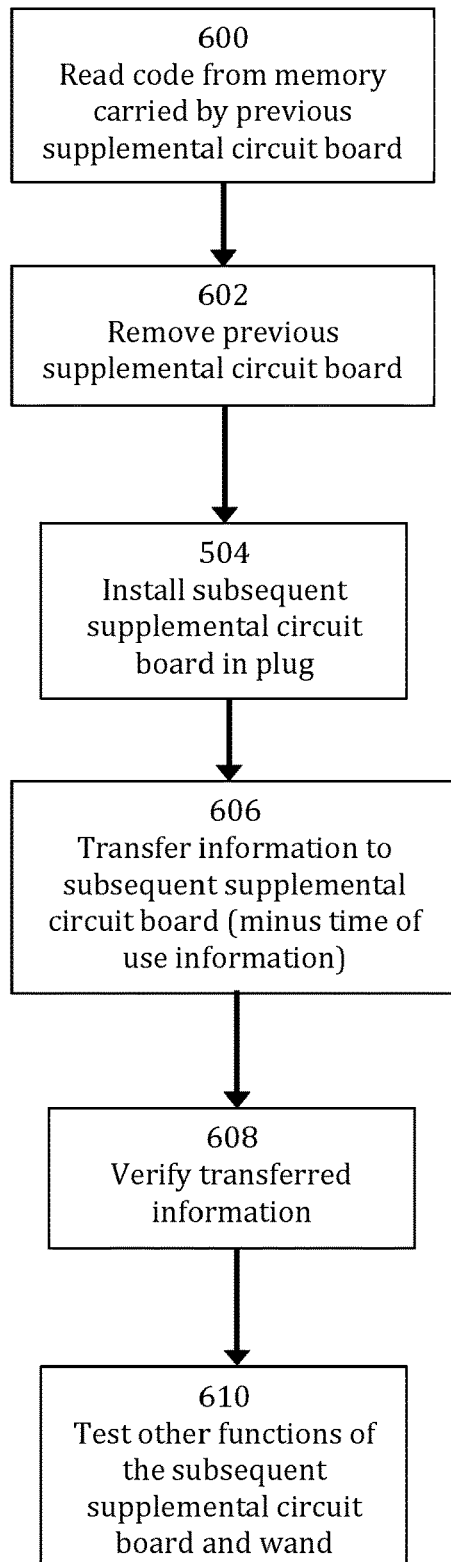 600
Read code from memory
carried by previous
supplemental circuit board
602
Remove previous
supplemental circuit board
504
Install subsequent
supplemental circuit
board in plug
606
Transfer information to
subsequent supplemental
circuit board (minus time of
use information)
608
Verify transferred
information
610
Test other functions of
the subsequent
supplemental circuit
board and wand